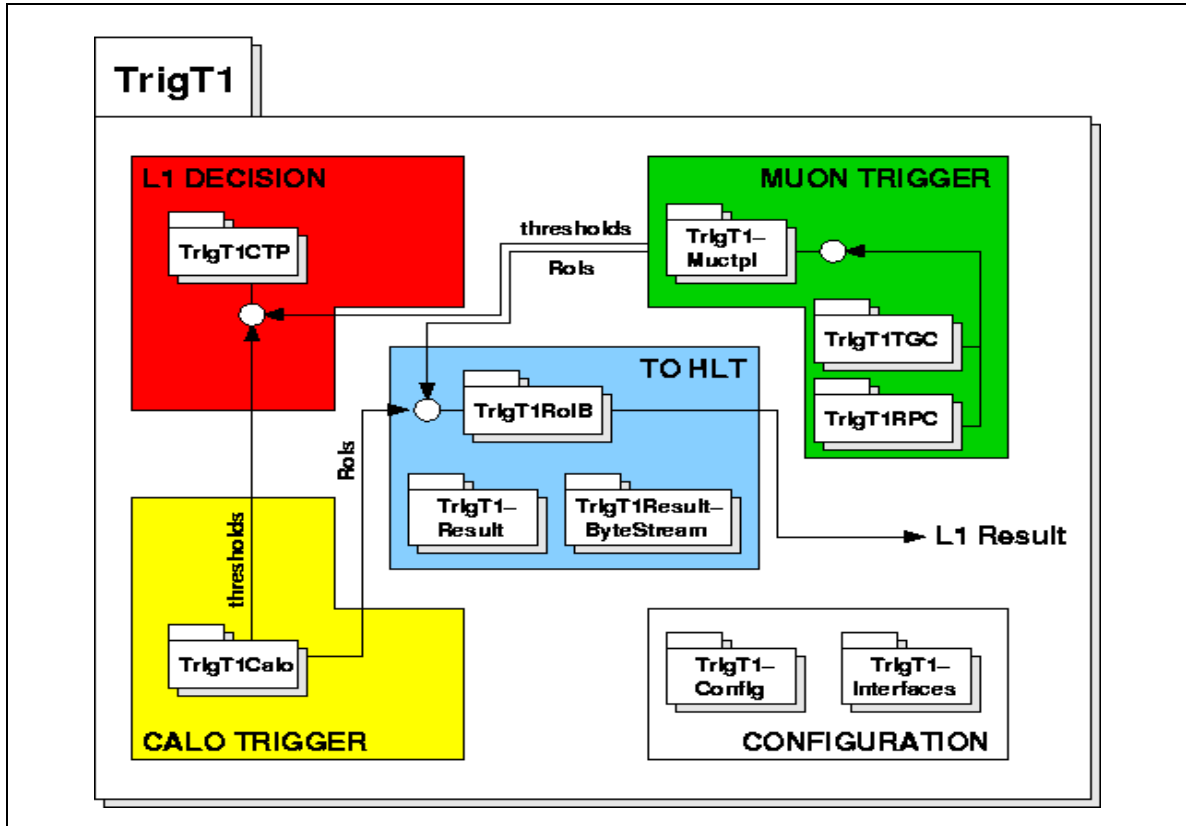 TrigT1
L1 DECISION
TrigT1CTP
thresholds
RoIs
MUON TRIGGER
TrigT1–
MuctpI
TrigT1TGC
TrigT1RPC
TO HLT
TrigT1RoIB
TrigT1–
Result
TrigT1Result–
ByteStream
RoIs
thresholds
L1 Result
TrigT1Calo
CALO TRIGGER
TrigT1–
Config
TrigT1–
Interfaces
CONFIGURATION